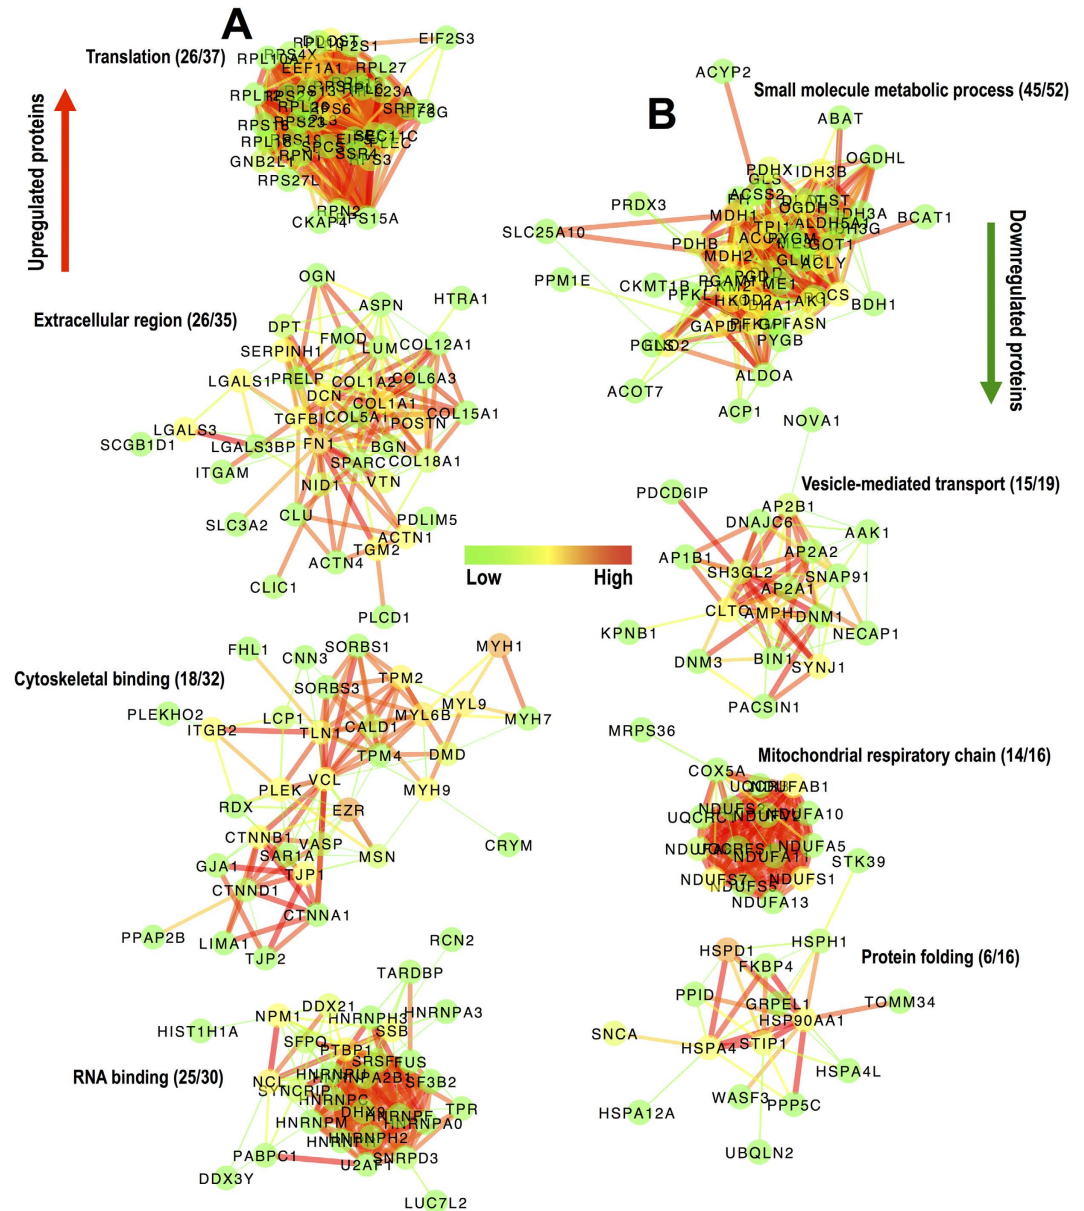 A
Translation (26/37)
Upregulated proteins
EIF2S3
RPL10A
RPS4X
EEF1A1
RPL27
GNB2L1
RPS27L
CKAP4
RPN2
RPS15A
SSR4
RPS6
SEC11C
Extracellular region (26/35)
OGN
ASPN
HTRA1
DPT
FMOD
LUM
COL12A1
SERPINH1
LGALS1
PRELP
COL1A2
COL6A3
DCN
COL1A1
TGFBI
COL5A1
POSTN
COL15A1
LGALS3
SCGB1D1
LGALS3BP
FN1
BGN
ITGAM
SPARC
COL18A1
NID1
VTN
SLC3A2
CLU
PDLIM5
ACTN1
TGM2
ACTN4
CLIC1
PLCD1
Low
High
Cytoskeletal binding (18/32)
FHL1
CNN3
SORBS1
MYH1
SORBS3
TPM2
PLEKHO2
LCP1
MYL9
ITGB2
TLN1
CALD1
MYL6B
MYH7
TPM4
DMD
VCL
PLEK
MYH9
RDX
EZR
CTNNB1
VASP
CRYM
SAR1A
MSN
GJA1
TJP1
CTNND1
CTNNA1
PPAP2B
LIMA1
TJP2
RNA binding (25/30)
RCN2
TARDBP
DDX21
NPM1
HNRNPH3
HNRNPA3
HIST1H1A
SSB
SFPQ
PTBP1
FUS
NCL
SYNCRIP
SF3B2
HNRNPC
DHX9
HNRNPF
TPR
HNRNPM
HNRNPA0
HNRNPH2
PABPC1
U2AF1
SNRPD3
DDX3Y
LUC7L2
B
Small molecule metabolic process (45/52)
Downregulated proteins
ACYP2
ABAT
PDHX
IDH3B
OGDHL
GLS
ACSS2
PRDX3
OGDH
MDH1
ALDH5A1
BCAT1
SLC25A10
PDHB
PYGM
GOT1
MDH2
ACLY
PPM1E
CKMT1B
ME1
PFKL
BDH1
FASN
PYGB
ALDOA
ACOT7
ACP1
Vesicle-mediated transport (15/19)
NOVA1
PDCD6IP
AP2B1
DNAJC6
AAK1
AP1B1
AP2A2
SH3GL2
SNAP91
AP2A1
CLTC
AMPH
DNM1
KPNB1
NECAP1
DNM3
BIN1
SYNJ1
PACSIN1
Mitochondrial respiratory chain (14/16)
MRPS36
COX5A
NDUFAB1
NDUFA10
NDUFA5
NDUFA11
NDUFS7
NDUFS1
NDUFA13
Protein folding (6/16)
STK39
HSPD1
HSPH1
FKBP4
PPID
GRPEL1
TOMM34
HSP90AA1
SNCA
HSPA4
STIP1
HSPA4L
WASF3
PPP5C
HSPA12A
UBQLN2